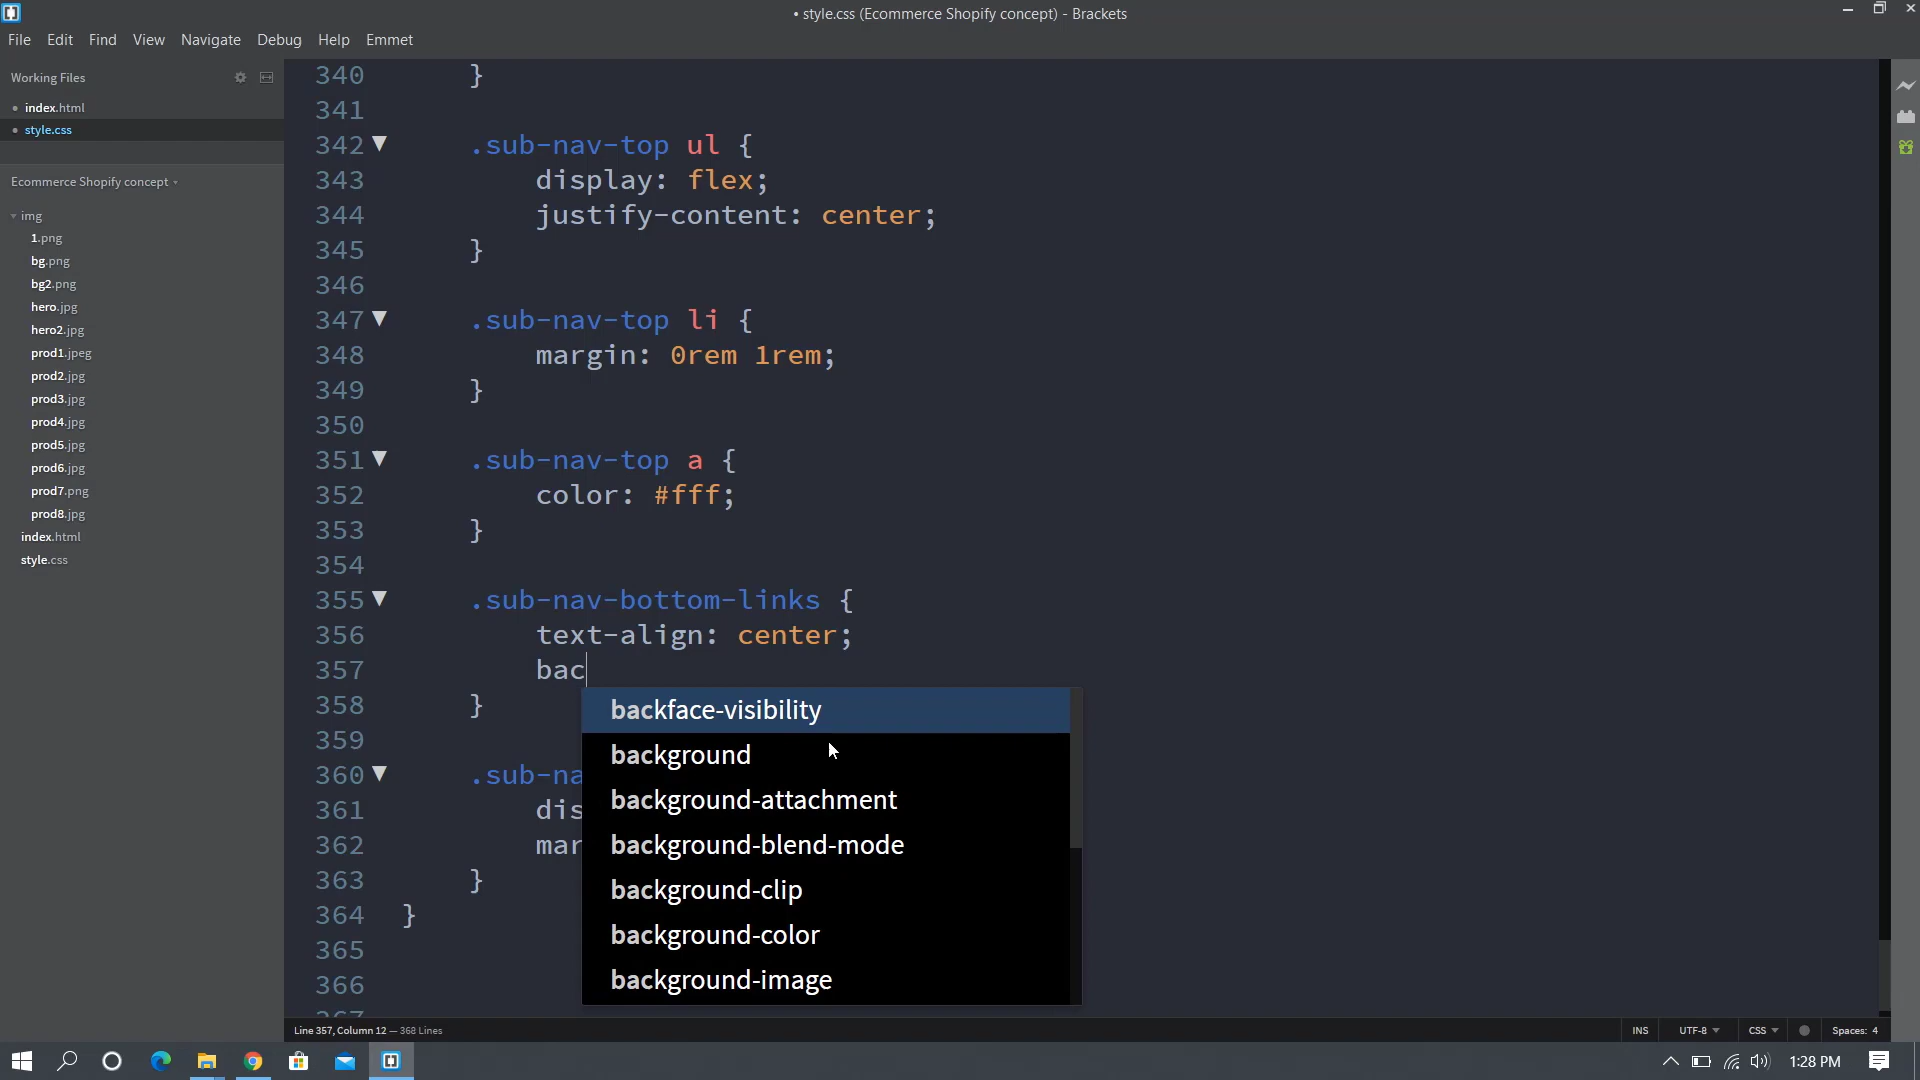 • style.css (Ecommerce Shopify concept) - Brackets
File Edit Find View Navigate Debug Help Emmet
Working Files
• index.html
• style.css
Ecommerce Shopify concept
img
1.png
bg.png
bg2.png
hero.jpg
hero2.jpg
prod1.jpeg
prod2.jpg
prod3.jpg
prod4.jpg
prod5.jpg
prod6.jpg
prod7.png
prod8.jpg
index.html
style.css
340 }
341
342 .sub-nav-top ul {
343 display: flex;
344 justify-content: center;
345 }
346
347 .sub-nav-top li {
348 margin: 0rem 1rem;
349 }
350
351 .sub-nav-top a {
352 color: #fff;
353 }
354
355 .sub-nav-bottom-links {
356 text-align: center;
357 bac
358 }
359
360 .sub-na
361 dis
362 mar
363 }
364 }
365
366
backface-visibility
background
background-attachment
background-blend-mode
background-clip
background-color
background-image
Line 357, Column 12 — 368 Lines
INS UTF-8 CSS Spaces: 4
1:28 PM